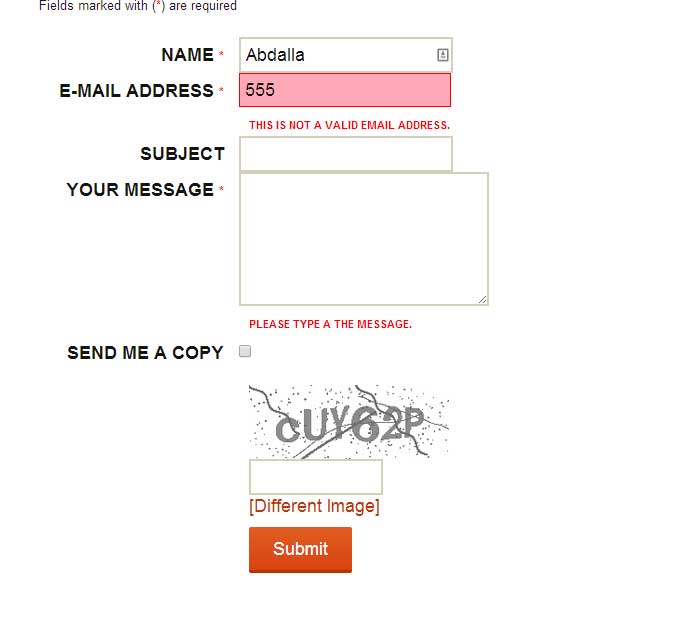 Fields marked with (*) are required
NAME *
Abdalla
E-MAIL ADDRESS *
555
THIS IS NOT A VALID EMAIL ADDRESS.
SUBJECT
YOUR MESSAGE *
PLEASE TYPE A THE MESSAGE.
SEND ME A COPY
CUY62P
[Different Image]
Submit